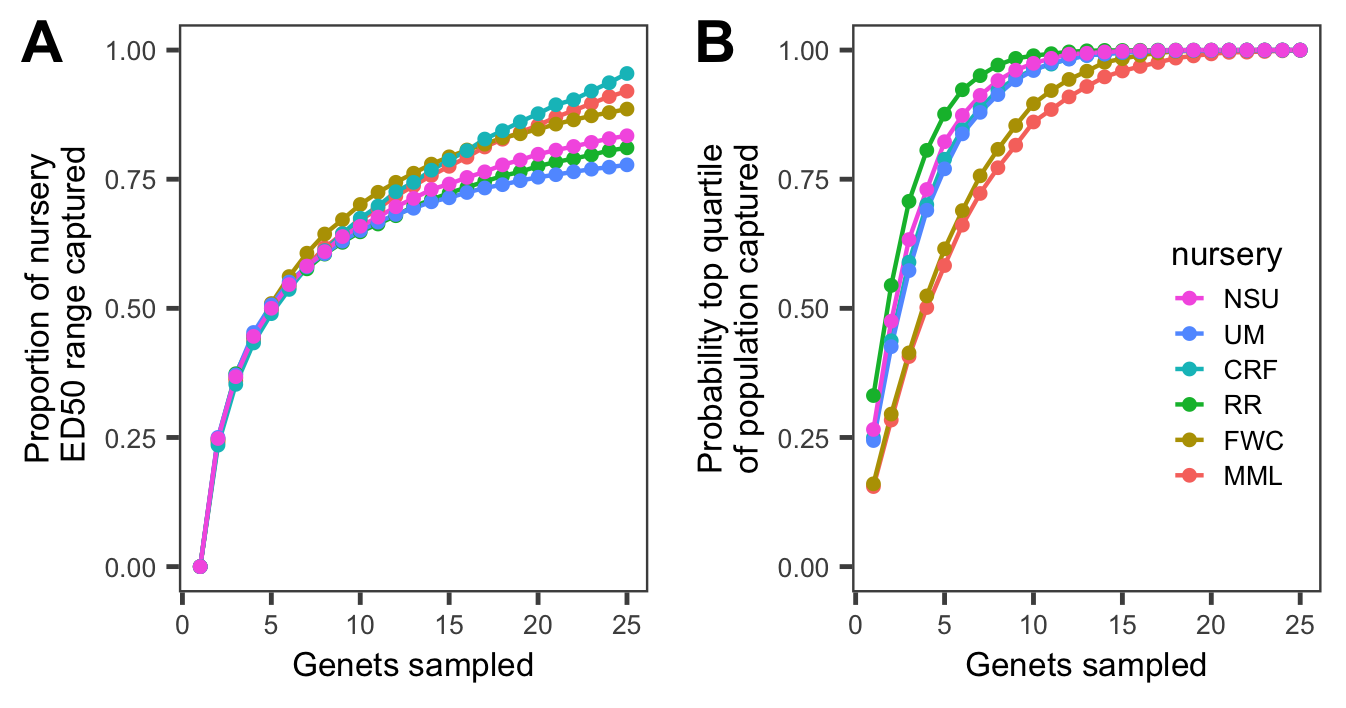 A
Proportion of nursery
ED50 range captured
1.00
0.75
0.50
0.25
0.00
0 5 10 15 20 25
Genets sampled
B
Probability top quartile
of population captured
1.00
0.75
0.50
0.25
0.00
0 5 10 15 20 25
Genets sampled
nursery
NSU
UM
CRF
RR
FWC
MML